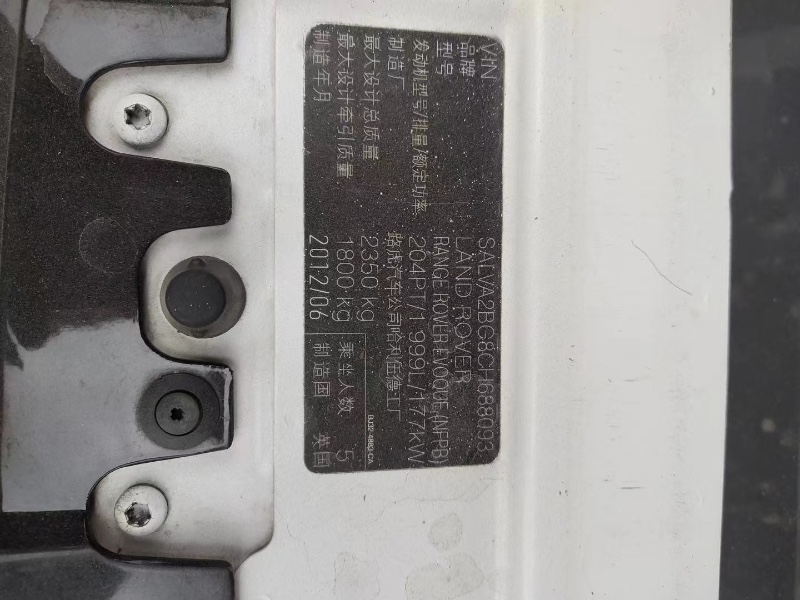 VIN SALVA2BG8CH688093
品牌 LAND ROVER
型号 RANGE ROVER EVOQUE (NFPB)
发动机型号/排量/额定功率 204PT/1.999L/177kW
制造厂 路虎汽车公司哈利伍德工厂
最大设计总质量 2350 kg
最大设计牵引质量 1800 kg 乘坐人数 5
制造年月 2012/06 制造国 英国